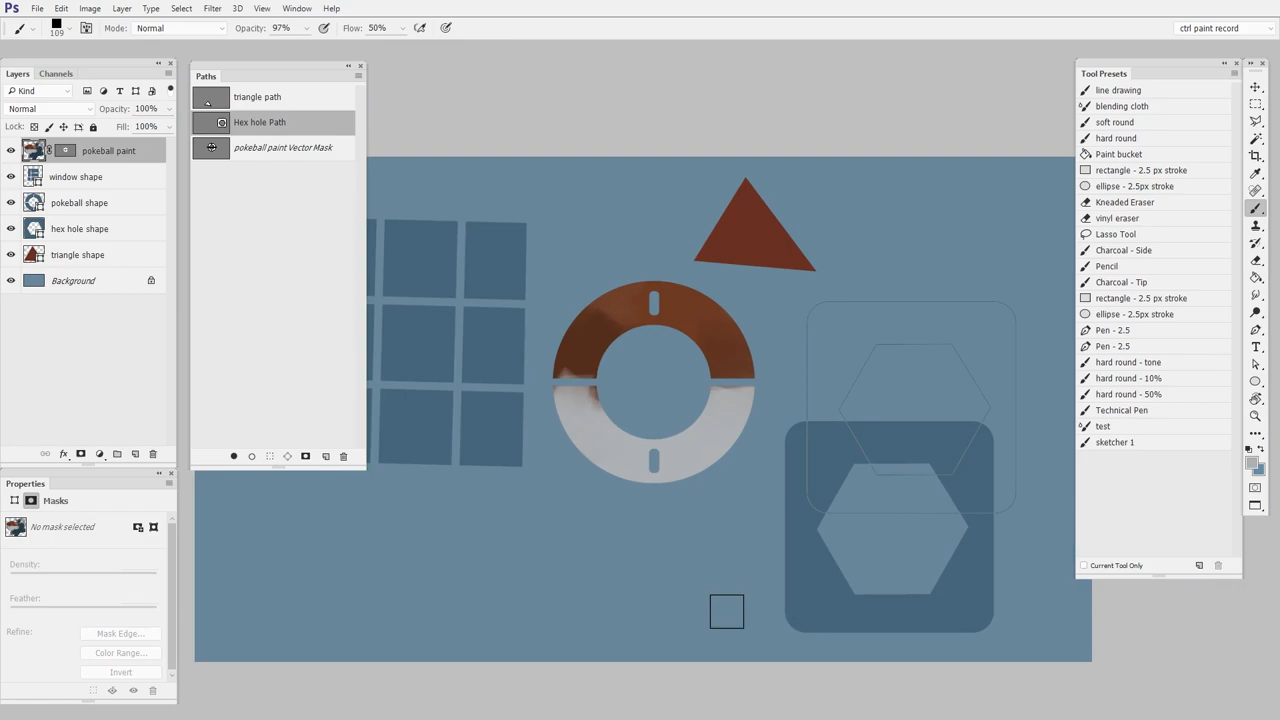 Ps File Edit Image Layer Type Select Filter 3D View Window Help
109 Mode: Normal Opacity: 97% Flow: 50% ctrl paint record
Layers Channels
Kind
Normal Opacity: 100%
Lock: Fill: 100%
pokeball paint
window shape
pokeball shape
hex hole shape
triangle shape
Background
fx
Properties
Masks
No mask selected
Density:
Feather:
Refine: Mask Edge...
Color Range...
Invert
Paths
triangle path
Hex hole Path
pokeball paint Vector Mask
Tool Presets
line drawing
blending cloth
soft round
hard round
Paint bucket
rectangle - 2.5 px stroke
ellipse - 2.5px stroke
Kneaded Eraser
vinyl eraser
Lasso Tool
Charcoal - Side
Pencil
Charcoal - Tip
rectangle - 2.5 px stroke
ellipse - 2.5px stroke
Pen - 2.5
Pen - 2.5
hard round - tone
hard round - 10%
hard round - 50%
Technical Pen
test
sketcher 1
Current Tool Only